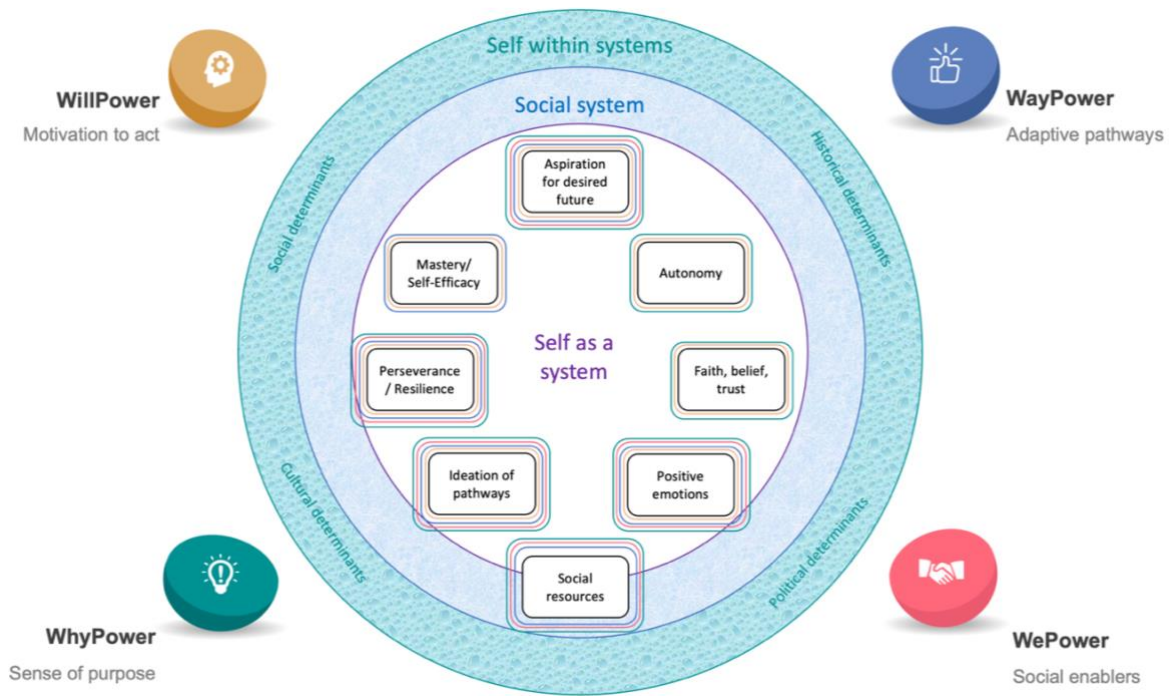 Self within systems
Social system
WillPower
Motivation to act
WayPower
Adaptive pathways
Social determinants
Historical determinants
Aspiration
for desired
future
Mastery/
Self-Efficacy
Autonomy
Self as a
system
Perseverance
/ Resilience
Faith, belief,
trust
Ideation of
pathways
Positive
emotions
Cultural determinants
Political determinants
Social
resources
WhyPower
Sense of purpose
WePower
Social enablers